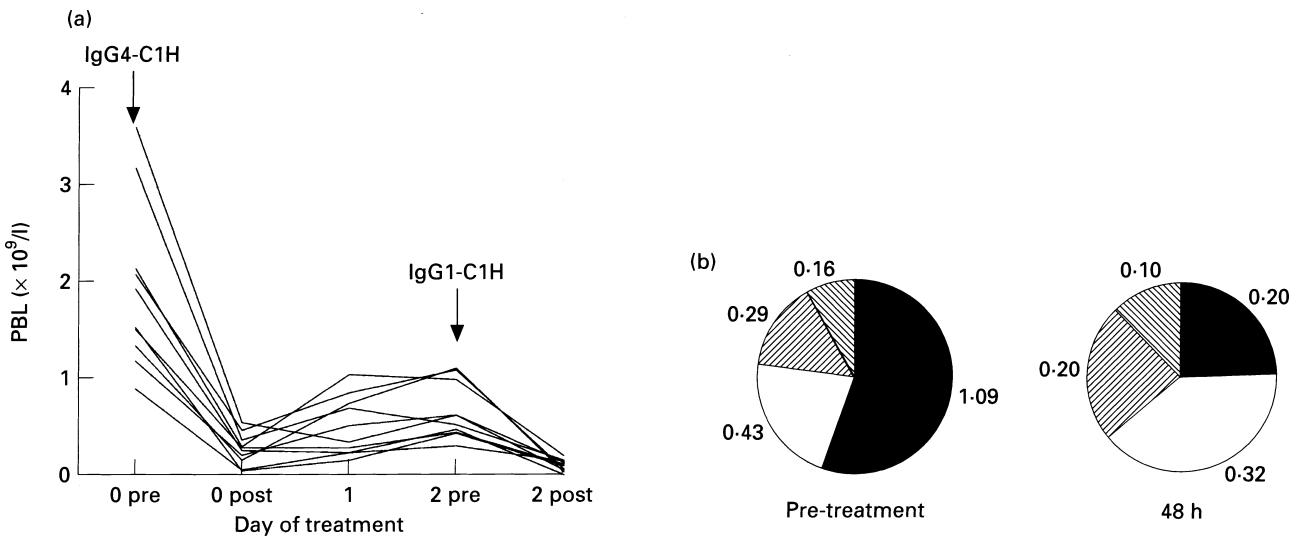 (a)
IgG4-C1H
4
3
2
1
0
PBL (× 10⁹/l)
IgG1-C1H
0 pre 0 post 1 2 pre 2 post
Day of treatment
(b)
0·16
0·29
0·43
1·09
Pre-treatment
0·10
0·20
0·20
0·32
48 h